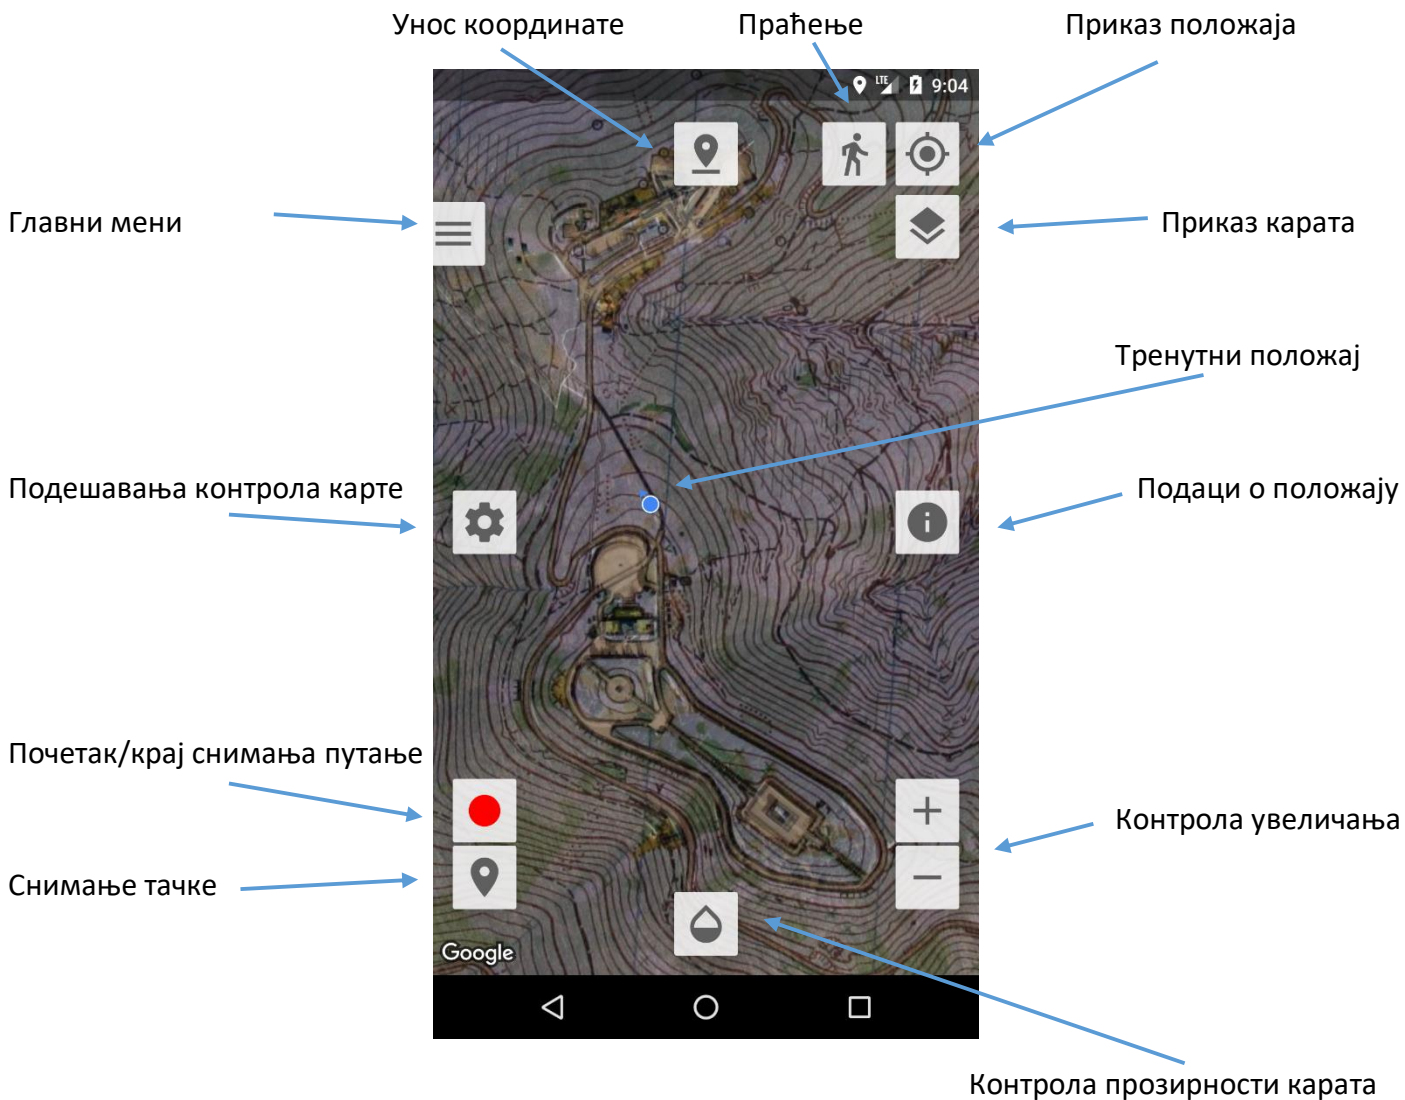 Унос координате
Праћење
Приказ положаја
LTE
9:04
Главни мени
Приказ карата
Тренутни положај
Подешавања контрола карте
Подаци о положају
Почетак/крај снимања путање
Контрола увеличања
Снимање тачке
Google
Контрола прозирности карата